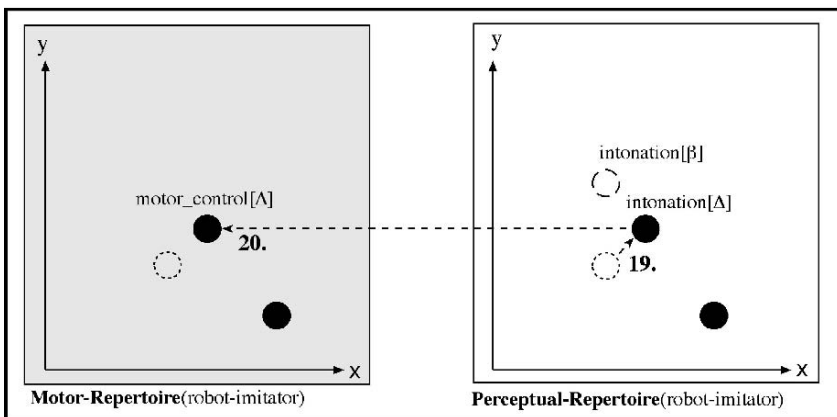 y
motor_control[Λ]
20.
x
Motor-Repertoire(robot-imitator)
y
intonation[β]
intonation[Δ]
19.
x
Perceptual-Repertoire(robot-imitator)